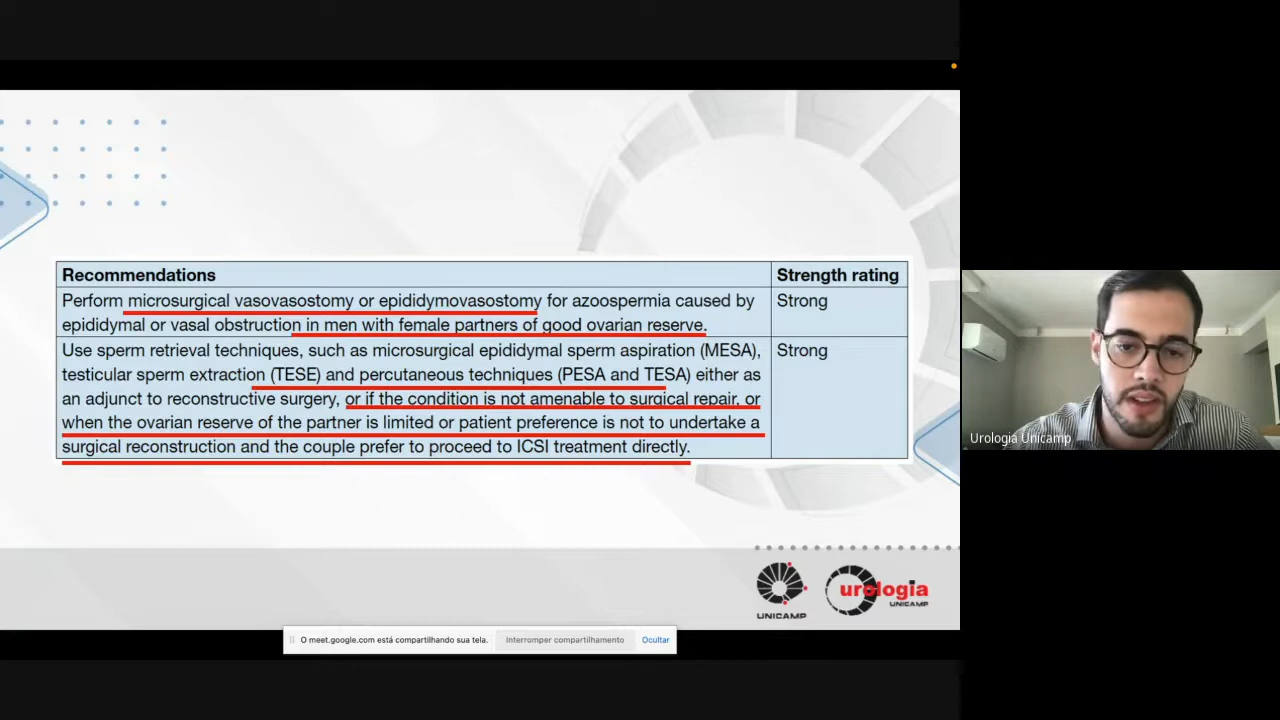 Recommendations
Strength rating
Perform microsurgical vasovasostomy or epididymovasostomy for azoospermia caused by
Strong
epididymal or vasal obstruction in men with female partners of good ovarian reserve.
Use sperm retrieval techniques, such as microsurgical epididymal sperm aspiration (MESA),
Strong
testicular sperm extraction (TESE) and percutaneous techniques (PESA and TESA) either as
an adjunct to reconstructive surgery, or if the condition is not amenable to surgical repair, or
when the ovarian reserve of the partner is limited or patient preference is not to undertake a
surgical reconstruction and the couple prefer to proceed to ICSI treatment directly.
Urologia Unicamp
UNICAMP
urologia
UNICAMP
O meet.google.com está compartilhando sua tela.
Interromper compartilhamento
Ocultar